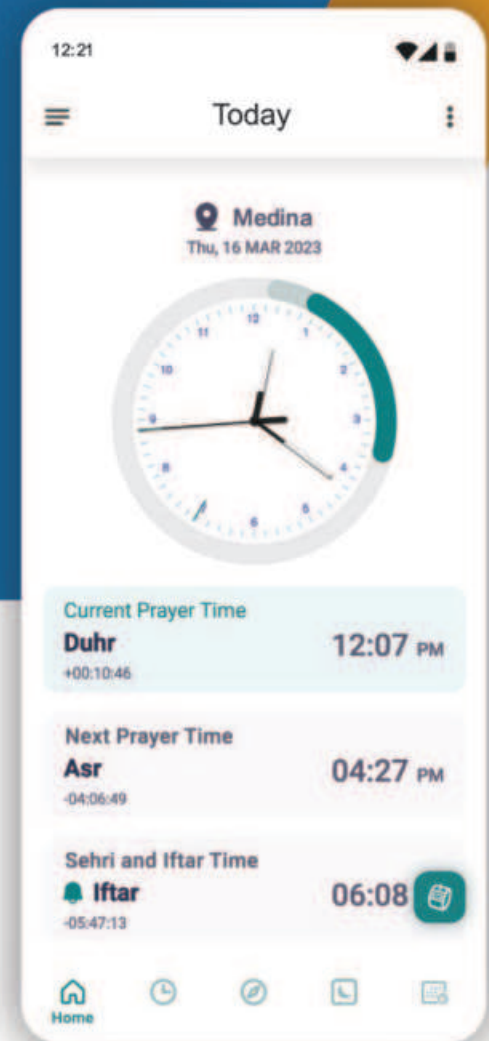 12:21
Today
Medina
Thu, 16 MAR 2023
12
1
2
3
4
5
6
7
8
9
10
11
Current Prayer Time
Duhr
12:07 PM
+00:10:46
Next Prayer Time
Asr
04:27 PM
-04:06:49
Sehri and Iftar Time
Iftar
06:08
-05:47:13
Home